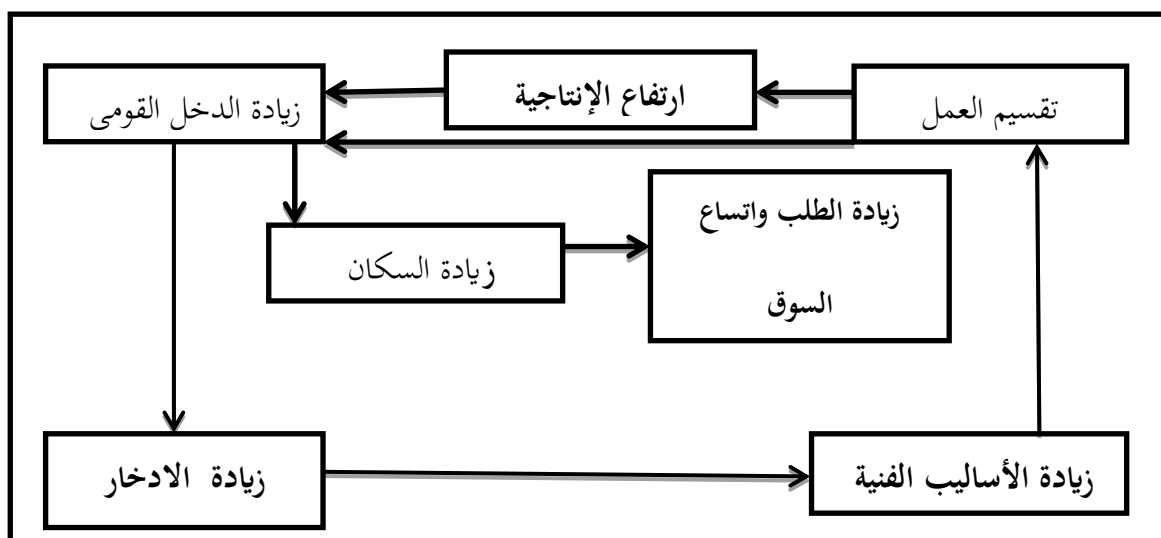 تقسيم العمل
ارتفاع الإنتاجية
زيادة الدخل القومى
زيادة الطلب واتساع
السوق
زيادة السكان
زيادة الأساليب الفنية
زيادة الادخار